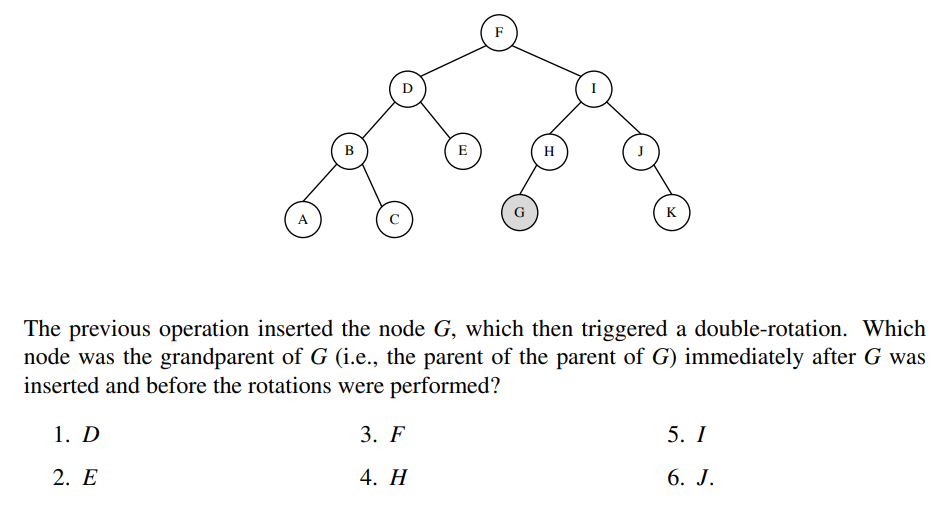 F
D
I
B
E
H
J
A
C
G
K
The previous operation inserted the node G, which then triggered a double-rotation. Which
node was the grandparent of G (i.e., the parent of the parent of G) immediately after G was
inserted and before the rotations were performed?
1. D 3. F 5. I
2. E 4. H 6. J.